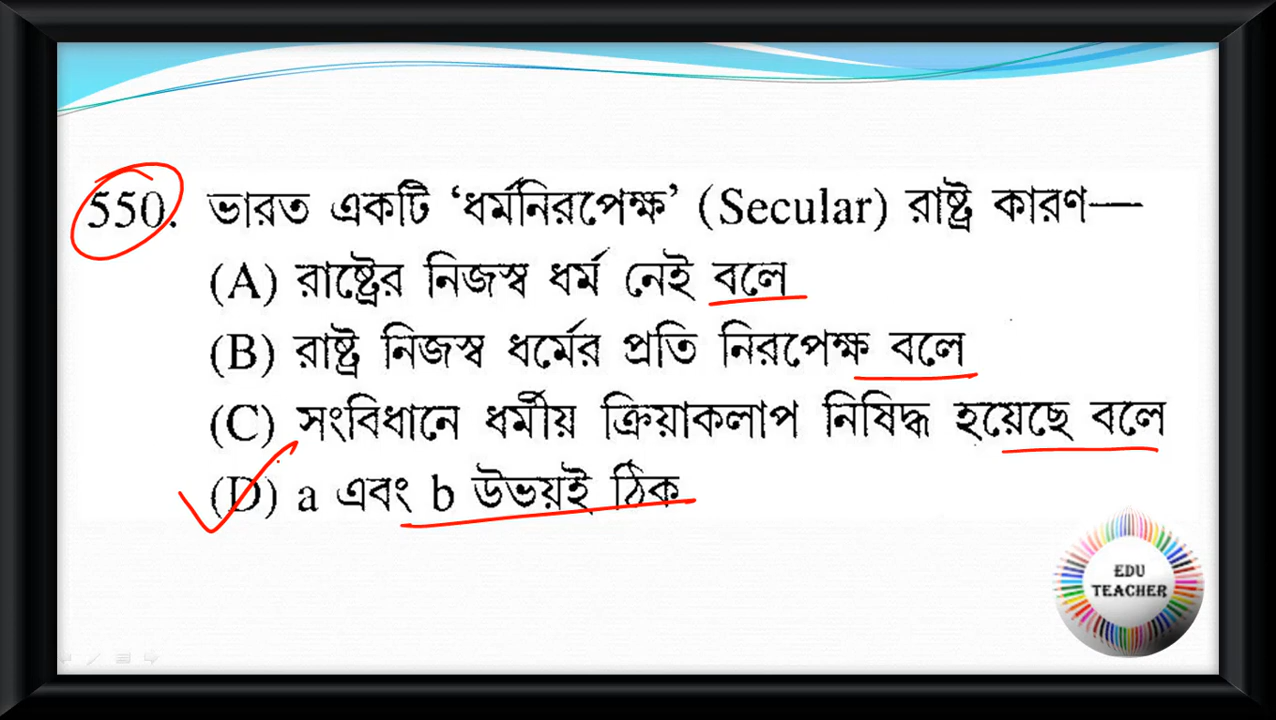 550. ভারত একটি ‘ধর্মনিরপেক্ষ’ (Secular) রাষ্ট্র কারণ—
(A) রাষ্ট্রের নিজস্ব ধর্ম নেই বলে
(B) রাষ্ট্র নিজস্ব ধর্মের প্রতি নিরপেক্ষ বলে
(C) সংবিধানে ধর্মীয় ক্রিয়াকলাপ নিষিদ্ধ হয়েছে বলে
(D) a এবং b উভয়ই ঠিক
EDU
TEACHER